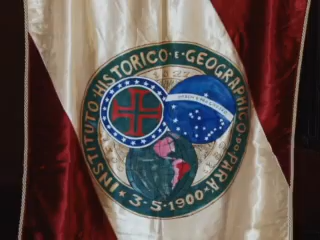 INSTITUTO HISTORICO E GEOGRAPHICO DO PARÁ
★ 3-5-1900 ★